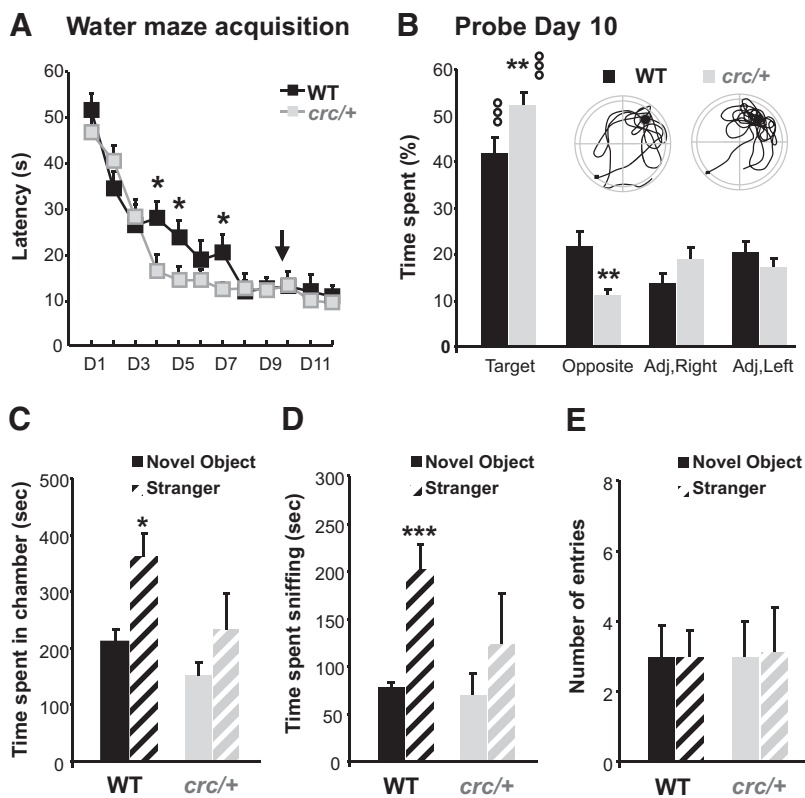 A Water maze acquisition
60
50
40
30
20
10
0
Latency (s)
WT
crc/+
*
*
*
D1 D3 D5 D7 D9 D11
B Probe Day 10
60
50
40
30
20
10
0
Time spent (%)
** 
WT
crc/+
**
Target Opposite Adj,Right Adj,Left
C
Novel Object
Stranger
500
400
300
200
100
0
Time spent in chamber (sec)
*
WT crc/+
D
Novel Object
Stranger
300
250
200
150
100
50
0
Time spent sniffing (sec)
***
WT crc/+
E
Novel Object
Stranger
8
6
4
2
0
Number of entries
WT crc/+